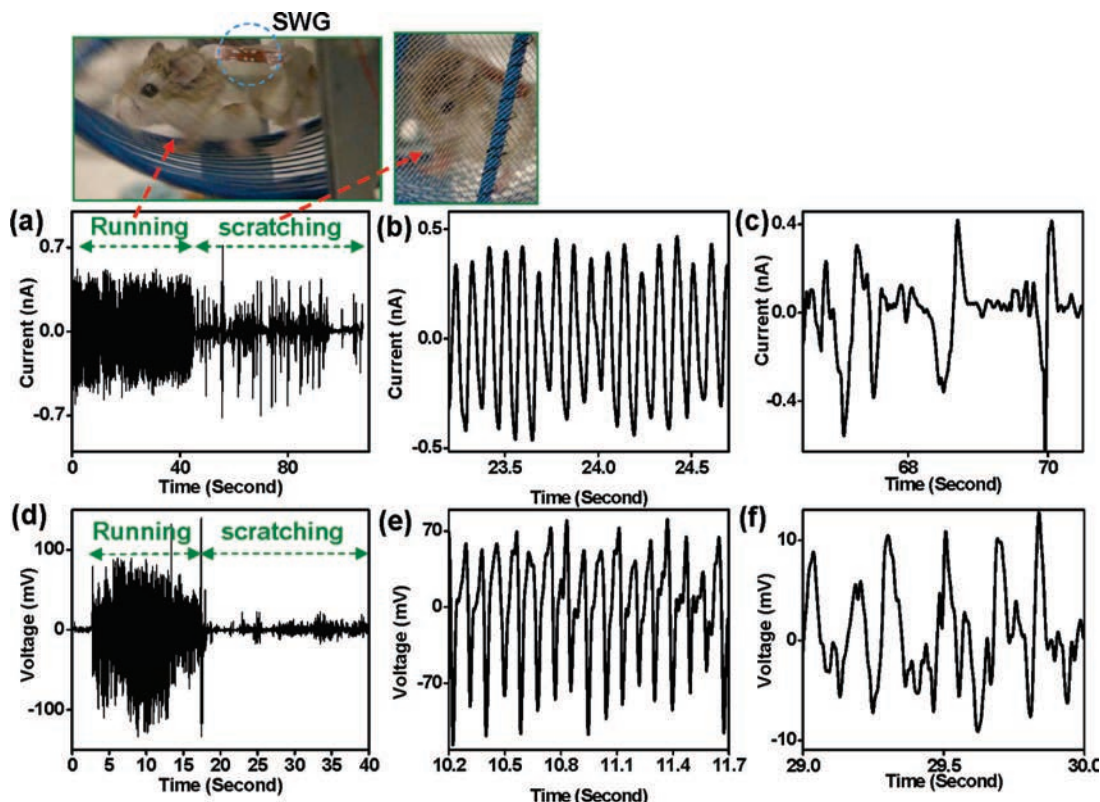 SWG
(a)
Running
scratching
Current (nA)
0.7
0.0
-0.7
0
40
80
Time (Second)
(b)
Current (nA)
0.5
0.0
-0.5
23.5
24.0
24.5
Time (Second)
(c)
Current (nA)
0.4
0.0
-0.4
68
70
Time (Second)
(d)
Running
scratching
Voltage (mV)
100
0
-100
0 5 10 15 20 25 30 35 40
Time (Second)
(e)
Voltage (mV)
70
0
-70
10.2 10.5 10.8 11.1 11.4 11.7
Time (Second)
(f)
Voltage (mV)
10
0
-10
29.0 29.5 30.0
Time (Second)